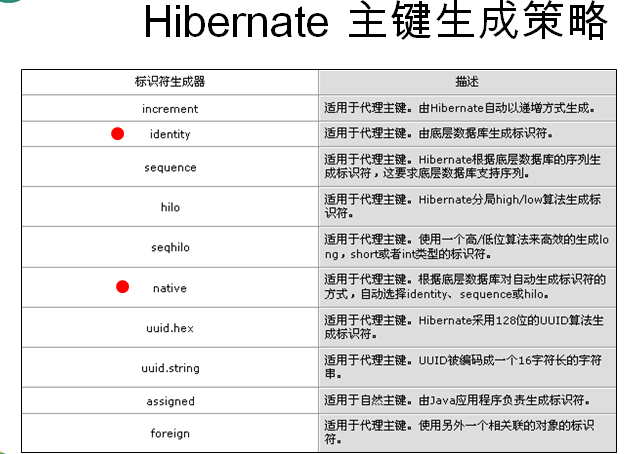 Hibernate 主键生成策略
标识符生成器
描述
increment
适用于代理主键。由Hibernate自动以递增方式生成。
identity
适用于代理主键。由底层数据库生成标识符。
sequence
适用于代理主键。Hibernate根据底层数据库的序列生
成标识符，这要求底层数据库支持序列。
hilo
适用于代理主键。Hibernate分局high/low算法生成标
识符。
seqhilo
适用于代理主键。使用一个高/低位算法来高效的生成lo
ng，short或者int类型的标识符。
native
适用于代理主键。根据底层数据库对自动生成标识符的
方式，自动选择identity、sequence或hilo。
uuid.hex
适用于代理主键。Hibernate采用128位的UUID算法生
成标识符。
uuid.string
适用于代理主键。UUID被编码成一个16字符长的字符
串。
assigned
适用于自然主键。由Java应用程序负责生成标识符。
foreign
适用于代理主键。使用另外一个相关联的对象的标识
符。